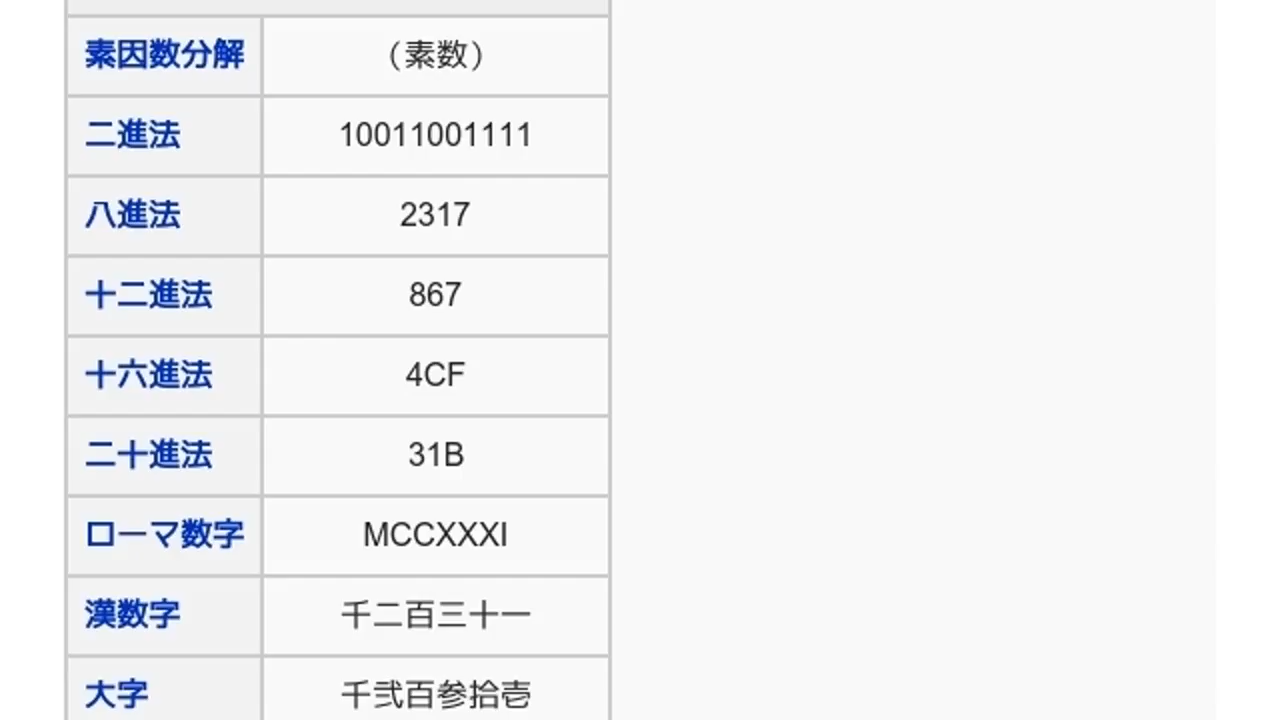 素因数分解 （素数）
二進法 10011001111
八進法 2317
十二進法 867
十六進法 4CF
二十進法 31B
ローマ数字 MCCXXXI
漢数字 千二百三十一
大字 千弐百参拾壱